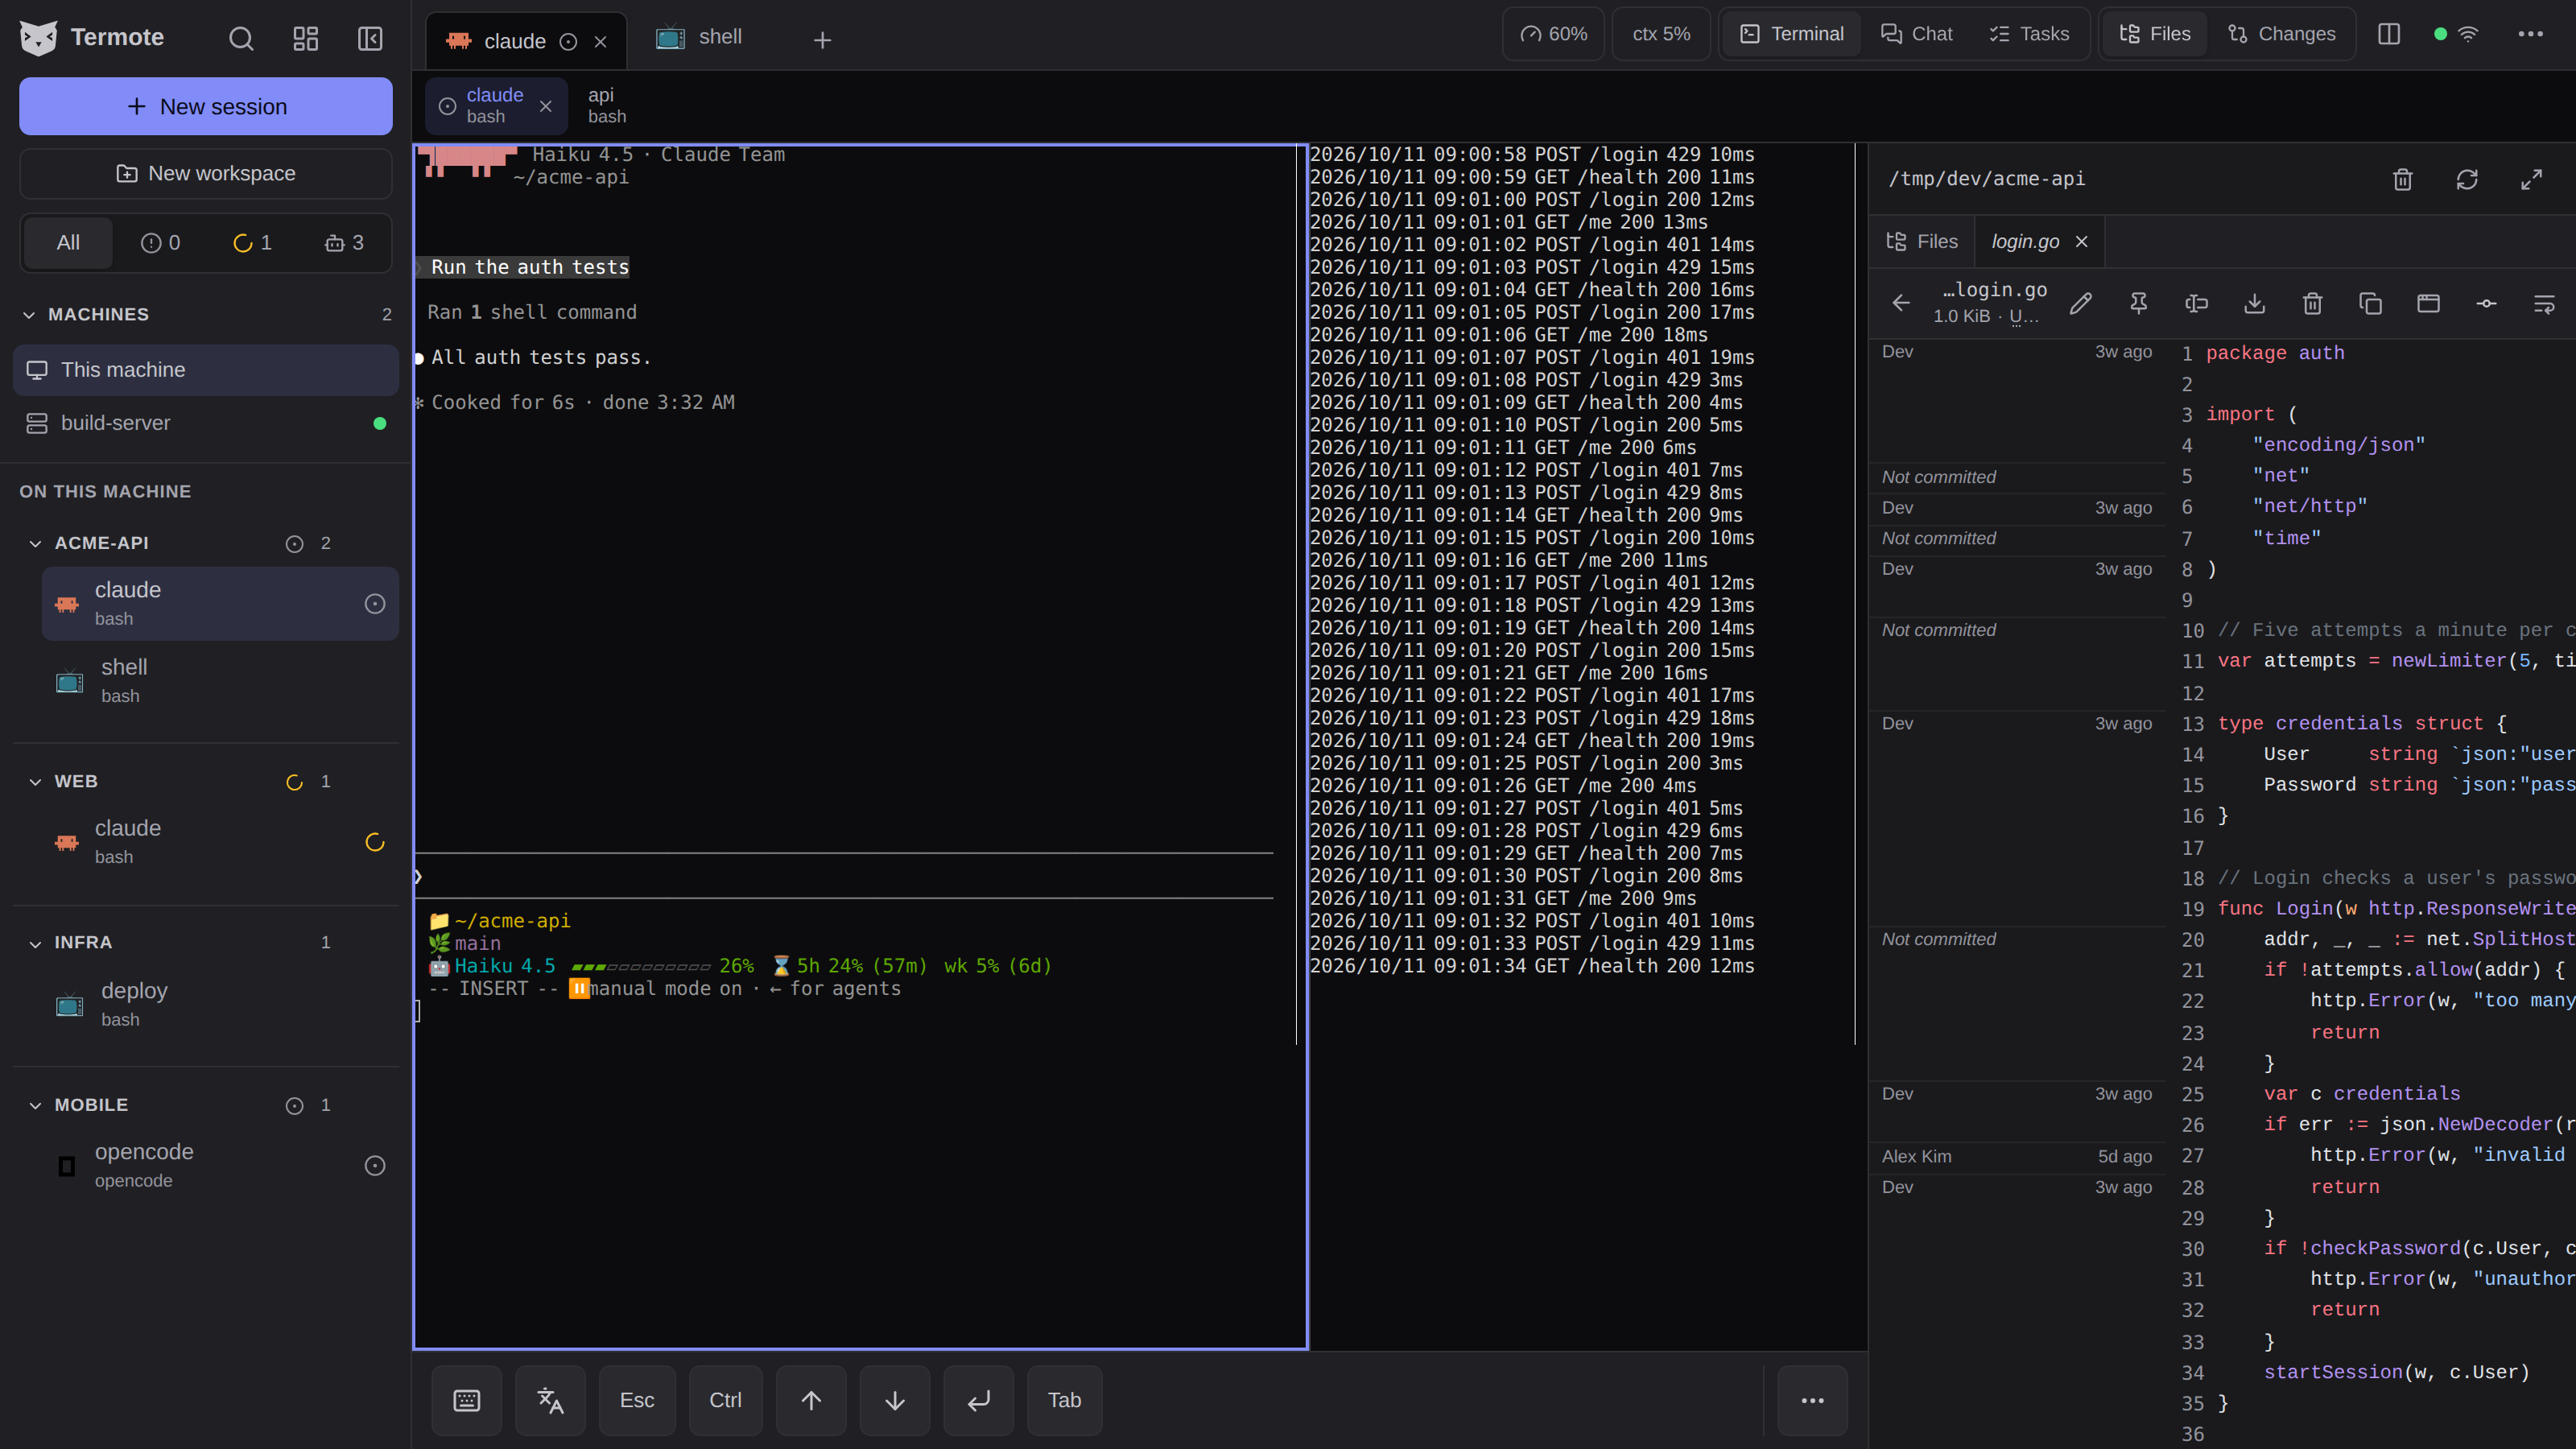 Termote
New session
New workspace
All
0
1
3
MACHINES 2
This machine
build-server
ON THIS MACHINE
ACME-API 2
claude
bash
shell
bash
WEB 1
claude
bash
INFRA 1
deploy
bash
MOBILE 1
opencode
opencode
claude
shell
60%
ctx 5%
Terminal
Chat
Tasks
Files
Changes
claude
bash
api
bash
Haiku 4.5 · Claude Team
~/acme-api
❯ Run the auth tests
Ran 1 shell command
● All auth tests pass.
✻ Cooked for 6s · done 3:32 AM
❯
~/acme-api
main
Haiku 4.5 ▰▰▰▱▱▱▱▱▱▱▱▱ 26% 5h 24% (57m) wk 5% (6d)
-- INSERT -- manual mode on · ← for agents
2026/10/11 09:00:58 POST /login 429 10ms
2026/10/11 09:00:59 GET /health 200 11ms
2026/10/11 09:01:00 POST /login 200 12ms
2026/10/11 09:01:01 GET /me 200 13ms
2026/10/11 09:01:02 POST /login 401 14ms
2026/10/11 09:01:03 POST /login 429 15ms
2026/10/11 09:01:04 GET /health 200 16ms
2026/10/11 09:01:05 POST /login 200 17ms
2026/10/11 09:01:06 GET /me 200 18ms
2026/10/11 09:01:07 POST /login 401 19ms
2026/10/11 09:01:08 POST /login 429 3ms
2026/10/11 09:01:09 GET /health 200 4ms
2026/10/11 09:01:10 POST /login 200 5ms
2026/10/11 09:01:11 GET /me 200 6ms
2026/10/11 09:01:12 POST /login 401 7ms
2026/10/11 09:01:13 POST /login 429 8ms
2026/10/11 09:01:14 GET /health 200 9ms
2026/10/11 09:01:15 POST /login 200 10ms
2026/10/11 09:01:16 GET /me 200 11ms
2026/10/11 09:01:17 POST /login 401 12ms
2026/10/11 09:01:18 POST /login 429 13ms
2026/10/11 09:01:19 GET /health 200 14ms
2026/10/11 09:01:20 POST /login 200 15ms
2026/10/11 09:01:21 GET /me 200 16ms
2026/10/11 09:01:22 POST /login 401 17ms
2026/10/11 09:01:23 POST /login 429 18ms
2026/10/11 09:01:24 GET /health 200 19ms
2026/10/11 09:01:25 POST /login 200 3ms
2026/10/11 09:01:26 GET /me 200 4ms
2026/10/11 09:01:27 POST /login 401 5ms
2026/10/11 09:01:28 POST /login 429 6ms
2026/10/11 09:01:29 GET /health 200 7ms
2026/10/11 09:01:30 POST /login 200 8ms
2026/10/11 09:01:31 GET /me 200 9ms
2026/10/11 09:01:32 POST /login 401 10ms
2026/10/11 09:01:33 POST /login 429 11ms
2026/10/11 09:01:34 GET /health 200 12ms
Esc
Ctrl
Tab
/tmp/dev/acme-api
Files
login.go
…login.go
1.0 KiB · U…
Dev 3w ago
Not committed
Dev 3w ago
Not committed
Dev 3w ago
Not committed
Dev 3w ago
Not committed
Dev 3w ago
Alex Kim 5d ago
Dev 3w ago
1 package auth
2
3 import (
4 "encoding/json"
5 "net"
6 "net/http"
7 "time"
8 )
9
10 // Five attempts a minute per c
11 var attempts = newLimiter(5, ti
12
13 type credentials struct {
14 User string `json:"user
15 Password string `json:"pass
16 }
17
18 // Login checks a user's passwo
19 func Login(w http.ResponseWrite
20 addr, _, _ := net.SplitHost
21 if !attempts.allow(addr) {
22 http.Error(w, "too many
23 return
24 }
25 var c credentials
26 if err := json.NewDecoder(r
27 http.Error(w, "invalid
28 return
29 }
30 if !checkPassword(c.User, c
31 http.Error(w, "unauthor
32 return
33 }
34 startSession(w, c.User)
35 }
36